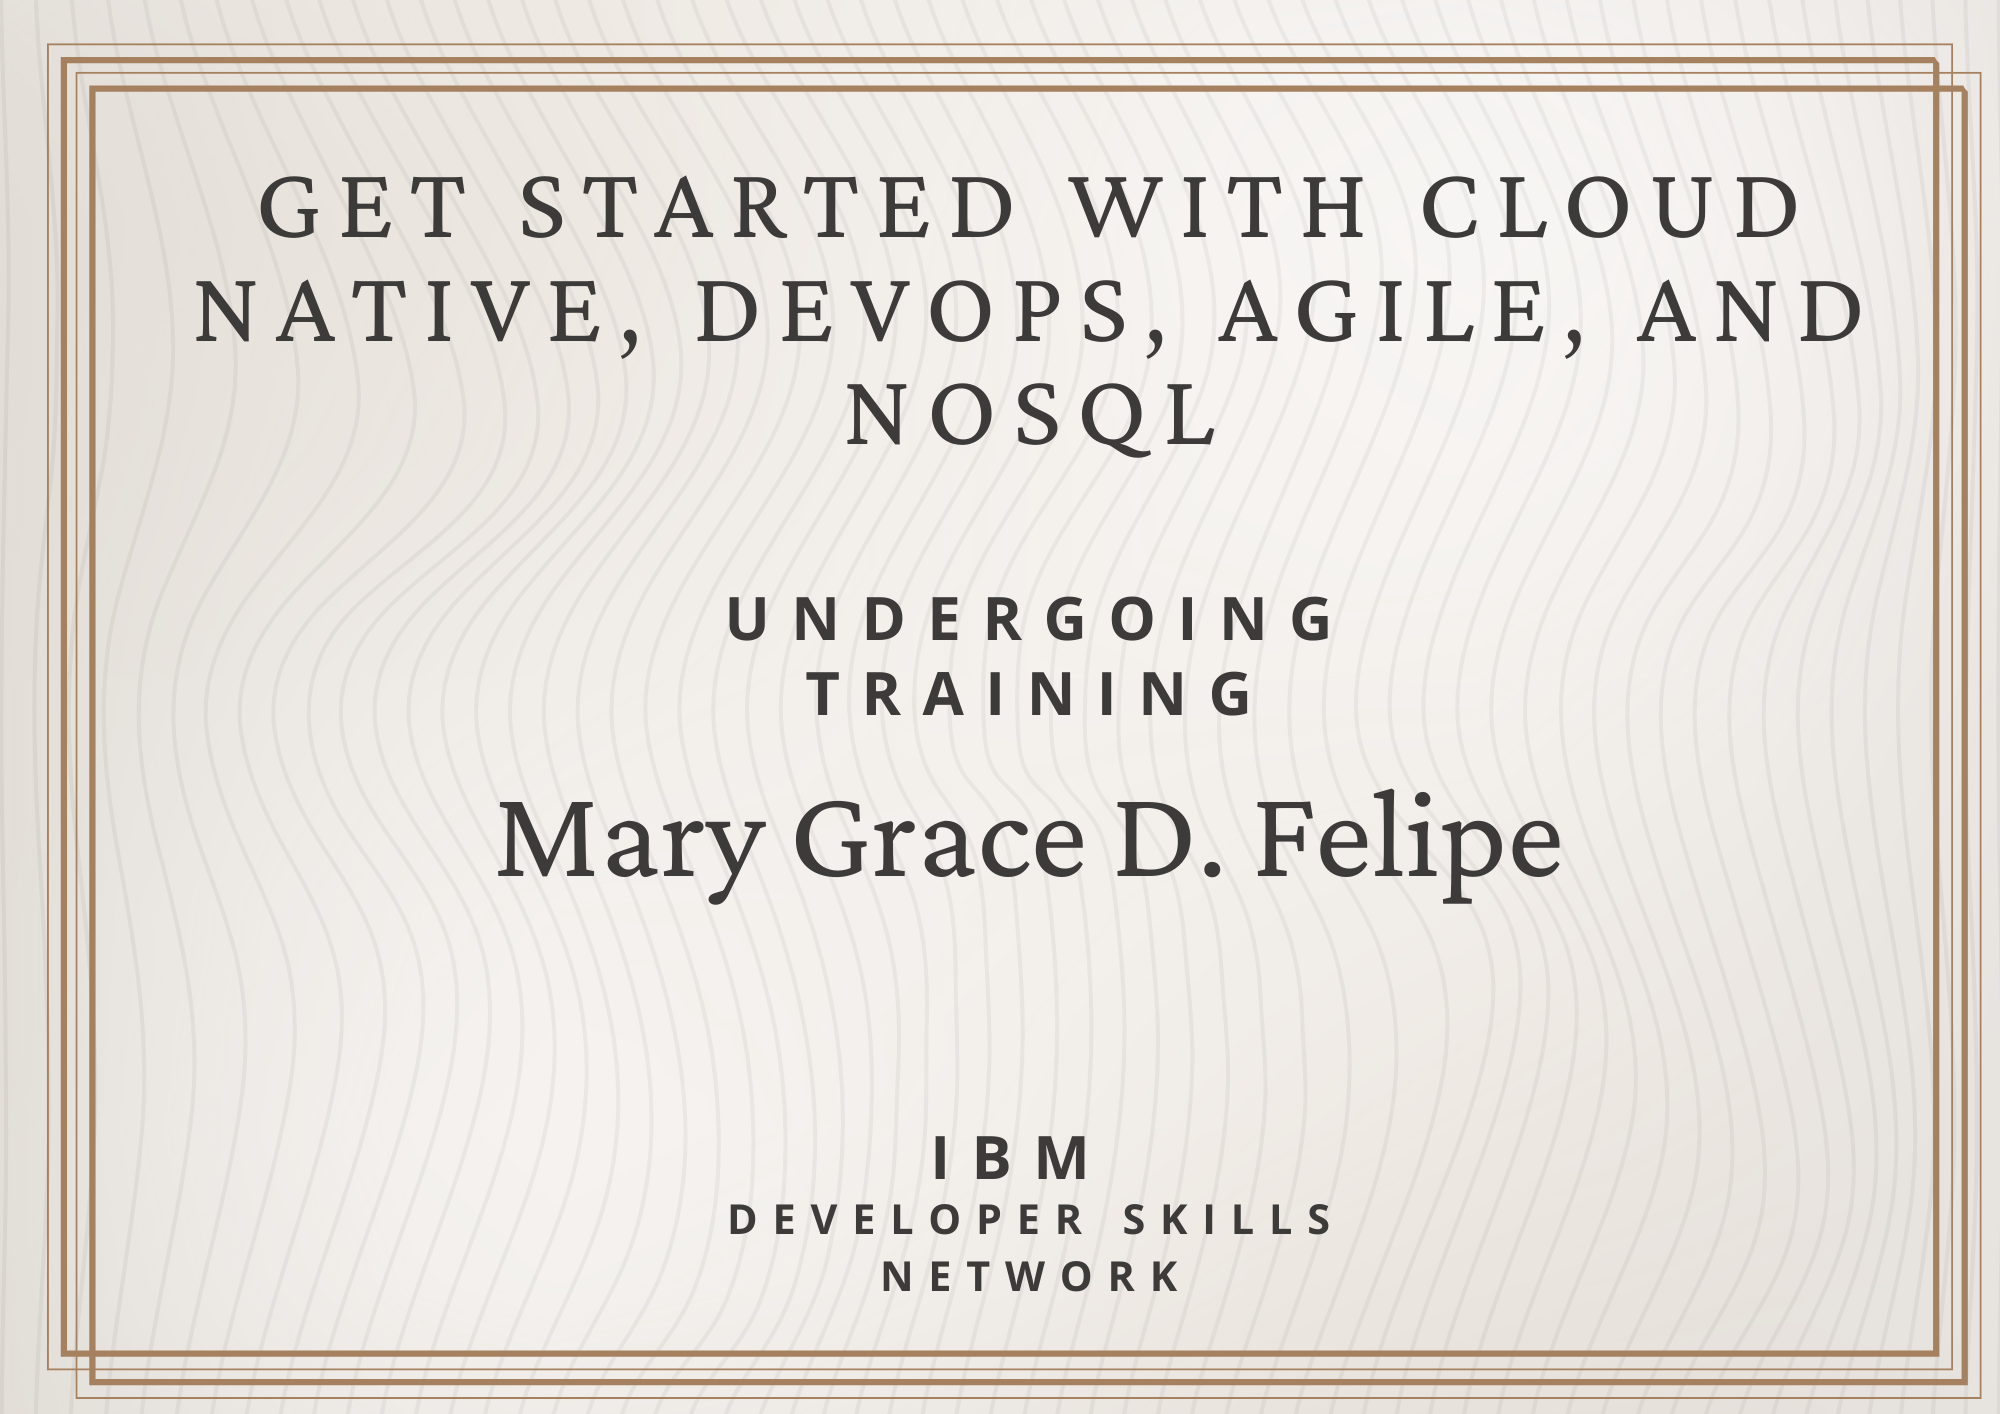 GET STARTED WITH CLOUD
NATIVE, DEVOPS, AGILE, AND
NOSQL
UNDERGOING
TRAINING
Mary Grace D. Felipe
IBM
DEVELOPER SKILLS
NETWORK